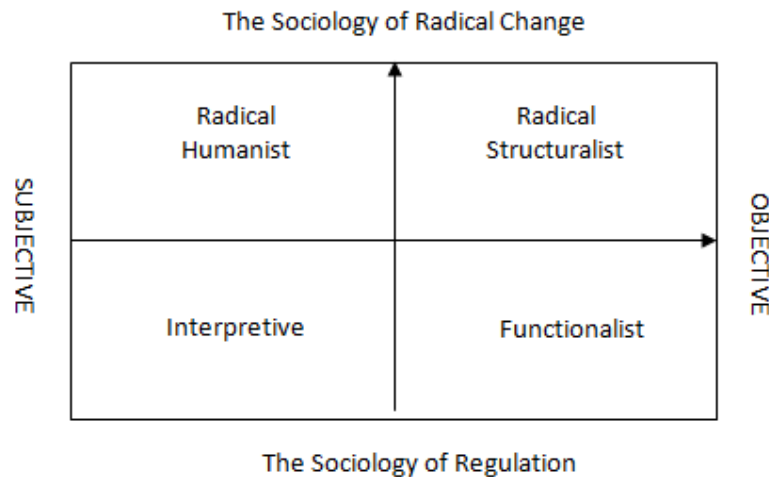 The Sociology of Radical Change
Radical
Humanist
Radical
Structuralist
SUBJECTIVE
OBJECTIVE
Interpretive
Functionalist
The Sociology of Regulation